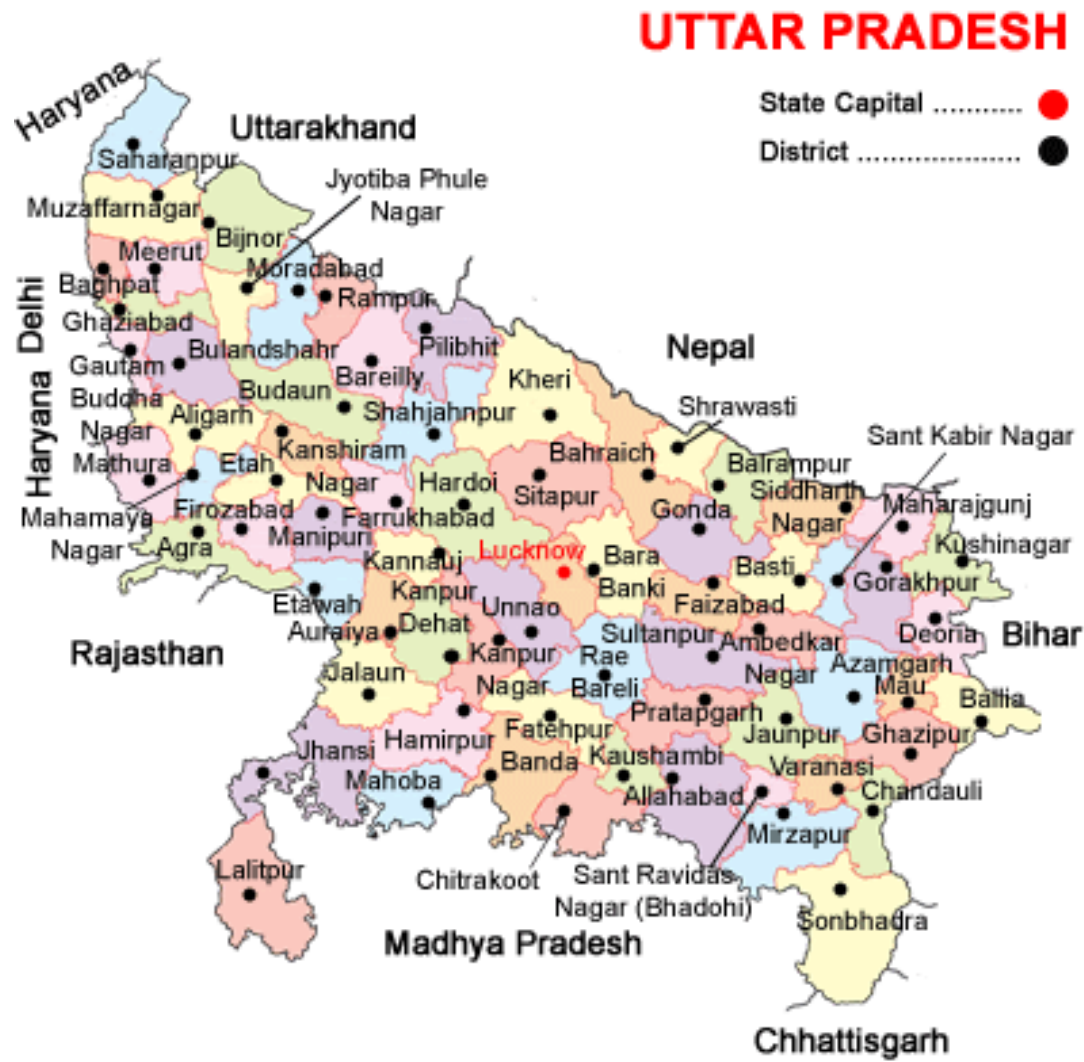 UTTAR PRADESH
State Capital ...........
District .....................
Haryana
Uttarakhand
Saharanpur
Jyotiba Phule
Nagar
Muzaffarnagar
Bijnor
Meerut
Moradabad
Baghpat
Rampur
Haryana Delhi
Ghaziabad
Pilibhit
Nepal
Gautam
Buddha
Nagar
Bulandshahr
Bareilly
Kheri
Budaun
Shahjahnpur
Shrawasti
Aligarh
Sant Kabir Nagar
Kanshiram
Nagar
Bahraich
Mathura
Etah
Hardoi
Sitapur
Balrampur
Siddharth
Nagar
Maharajgunj
Mahamaya
Nagar
Firozabad
Farrukhabad
Gonda
Manipuri
Agra
Kannauj
Lucknow
Bara
Banki
Basti
Kushinagar
Gorakhpur
Etawah
Kanpur
Dehat
Unnao
Faizabad
Auraiya
Rajasthan
Sultanpur
Ambedkar
Nagar
Deoria
Bihar
Jalaun
Kanpur
Nagar
Rae
Bareli
Azamgarh
Mau
Ballia
Pratapgarh
Fatehpur
Jaunpur
Ghazipur
Jhansi
Hamirpur
Banda
Kaushambi
Varanasi
Mahoba
Allahabad
Chandauli
Mirzapur
Lalitpur
Chitrakoot
Sant Ravidas
Nagar (Bhadohi)
Sonbhadra
Madhya Pradesh
Chhattisgarh